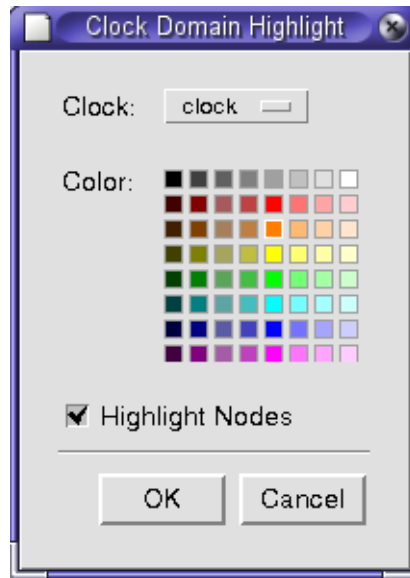 Clock Domain Highlight
Clock: clock
Color:
Highlight Nodes
OK Cancel